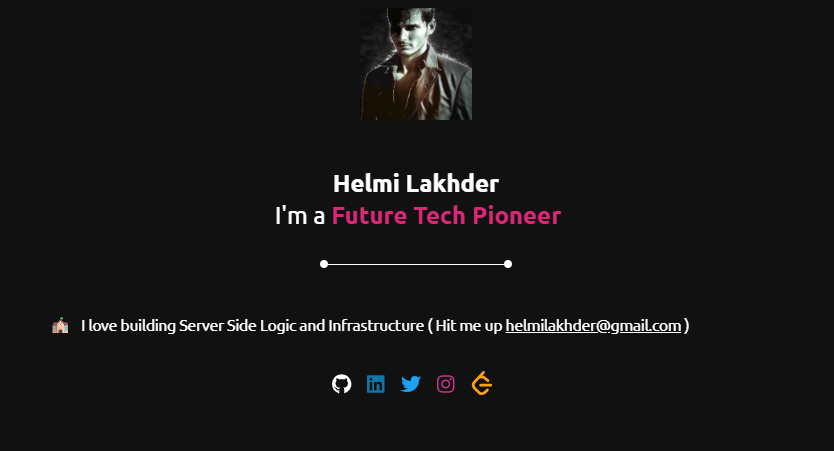 Helmi Lakhder
I'm a Future Tech Pioneer
I love building Server Side Logic and Infrastructure ( Hit me up helmilakhder@gmail.com )